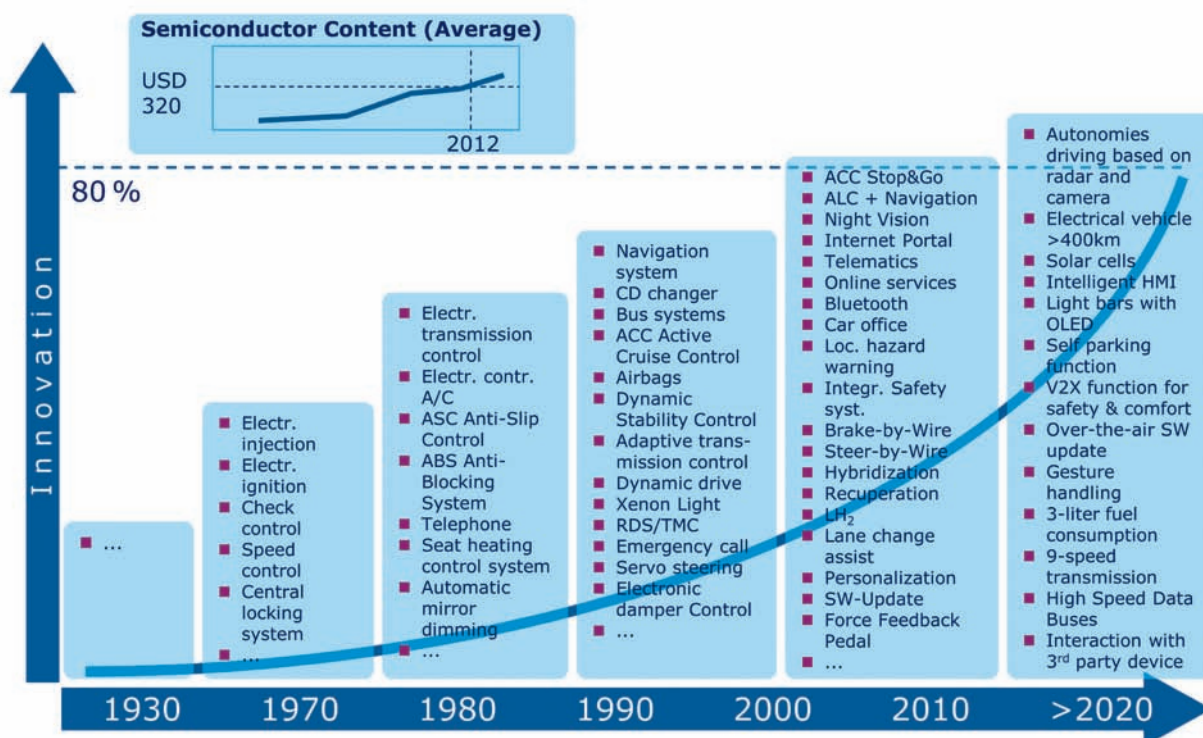 Semiconductor Content (Average)
USD
320
2012
80 %
Innovation
...
Electr.
injection
Electr.
ignition
Check
control
Speed
control
Central
locking
system
...
Electr.
transmission
control
Electr. contr.
A/C
ASC Anti-Slip
Control
ABS Anti-
Blocking
System
Telephone
Seat heating
control system
Automatic
mirror
dimming
...
Navigation
system
CD changer
Bus systems
ACC Active
Cruise Control
Airbags
Dynamic
Stability Control
Adaptive trans-
mission control
Dynamic drive
Xenon Light
RDS/TMC
Emergency call
Servo steering
Electronic
damper Control
...
ACC Stop&Go
ALC + Navigation
Night Vision
Internet Portal
Telematics
Online services
Bluetooth
Car office
Loc. hazard
warning
Integr. Safety
syst.
Brake-by-Wire
Steer-by-Wire
Hybridization
Recuperation
LH₂
Lane change
assist
Personalization
SW-Update
Force Feedback
Pedal
...
Autonomies
driving based on
radar and
camera
Electrical vehicle
>400km
Solar cells
Intelligent HMI
Light bars with
OLED
Self parking
function
V2X function for
safety & comfort
Over-the-air SW
update
Gesture
handling
3-liter fuel
consumption
9-speed
transmission
High Speed Data
Buses
Interaction with
3rd party device
1930 1970 1980 1990 2000 2010 >2020